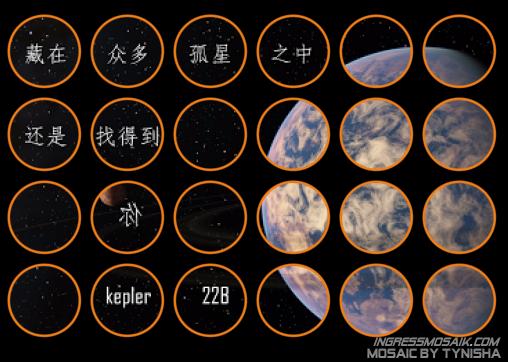 藏在 众多 孤星 之中
还是 找得到
你
kepler 22B
INGRESSMOSAIK.COM
MOSAIC BY TYNISHA